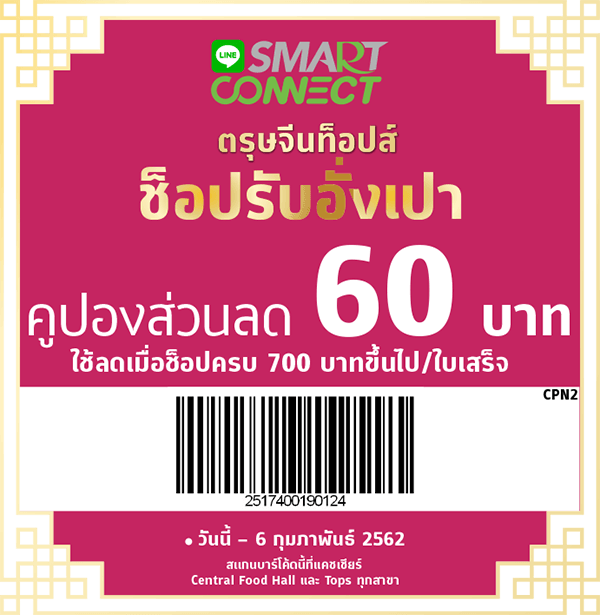 LINE SMART
CONNECT
ตรุษจีนท็อปส์
ช็อปรับอั่งเปา
คูปองส่วนลด 60 บาท
ใช้ลดเมื่อช็อปครบ 700 บาทขึ้นไป/ใบเสร็จ
CPN2
2517400190124
• วันนี้ – 6 กุมภาพันธ์ 2562
สแกนบาร์โค้ดนี้ที่แคชเชียร์
Central Food Hall และ Tops ทุกสาขา